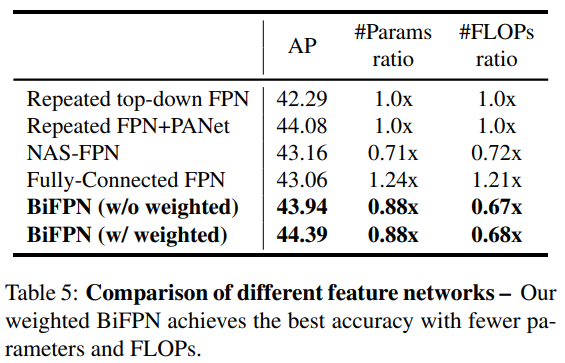 AP #Params ratio #FLOPs ratio
Repeated top-down FPN 42.29 1.0x 1.0x
Repeated FPN+PANet 44.08 1.0x 1.0x
NAS-FPN 43.16 0.71x 0.72x
Fully-Connected FPN 43.06 1.24x 1.21x
BiFPN (w/o weighted) 43.94 0.88x 0.67x
BiFPN (w/ weighted) 44.39 0.88x 0.68x
Table 5: Comparison of different feature networks – Our
weighted BiFPN achieves the best accuracy with fewer pa-
rameters and FLOPs.